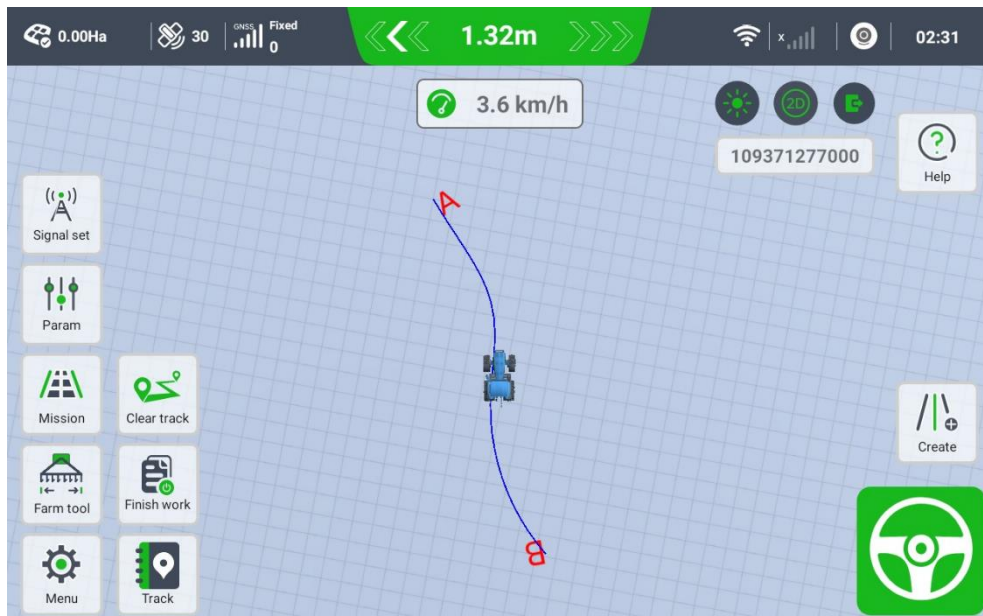 0.00Ha
30
GNSS
Fixed
0
1.32m
x
02:31
3.6 km/h
2D
109371277000
Help
A
Signal set
Param
Mission
Clear track
Create
Farm tool
Finish work
B
Menu
Track